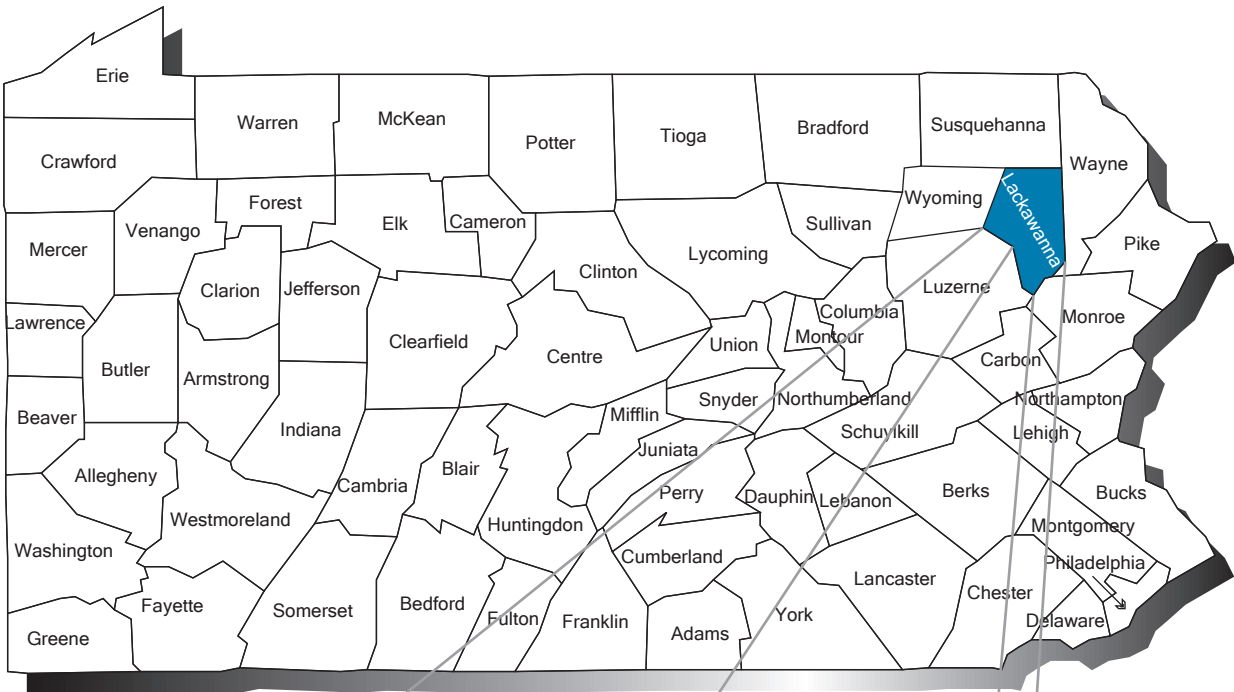 Erie
Warren
McKean
Potter
Tioga
Bradford
Susquehanna
Wayne
Crawford
Forest
Elk
Cameron
Wyoming
Lackawanna
Mercer
Venango
Clarion
Jefferson
Clinton
Lycoming
Sullivan
Luzerne
Pike
Lawrence
Butler
Armstrong
Clearfield
Centre
Union
Montour
Columbia
Carbon
Monroe
Beaver
Indiana
Mifflin
Snyder
Northumberland
Schuylkill
Northampton
Lehigh
Allegheny
Westmoreland
Cambria
Blair
Huntingdon
Juniata
Perry
Dauphin
Lebanon
Berks
Bucks
Montgomery
Philadelphia
Washington
Fayette
Somerset
Bedford
Fulton
Franklin
Cumberland
Adams
York
Lancaster
Chester
Delaware
Greene